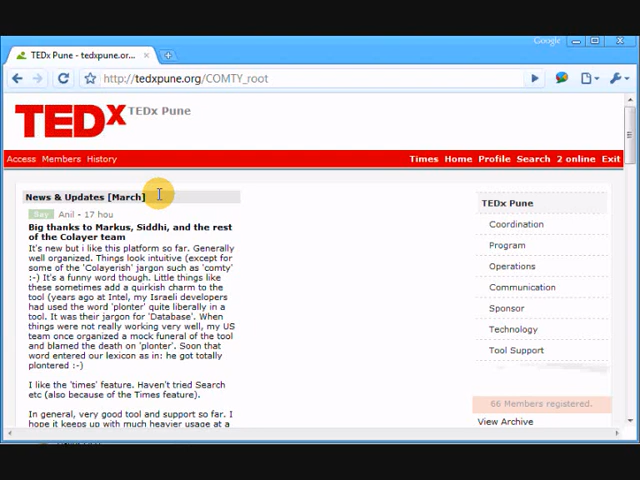 Google
TEDx Pune - tedxpune.or...
http://tedxpune.org/COMTY_root
TEDx TEDx Pune
Access Members History Times Home Profile Search 2 online Exit
News & Updates [March]
Say Anil - 17 hou
Big thanks to Markus, Siddhi, and the rest
of the Colayer team
It's new but i like this platform so far. Generally
well organized. Things look intuitive (except for
some of the 'Colayerish' jargon such as 'comty'
:-) It's a funny word though. Little things like
these sometimes add a quirkish charm to the
tool (years ago at Intel, my Israeli developers
had used the word 'plonter' quite liberally in a
tool. It was their jargon for 'Database'. When
things were not really working very well, my US
team once organized a mock funeral of the tool
and blamed the death on 'plonter'. Soon that
word entered our lexicon as in: he got totally
plontered :-)
I like the 'times' feature. Haven't tried Search
etc (also because of the Times feature).
In general, very good tool and support so far. I
hope it keeps up with much heavier usage at a
TEDx Pune
Coordination
Program
Operations
Communication
Sponsor
Technology
Tool Support
66 Members registered.
View Archive